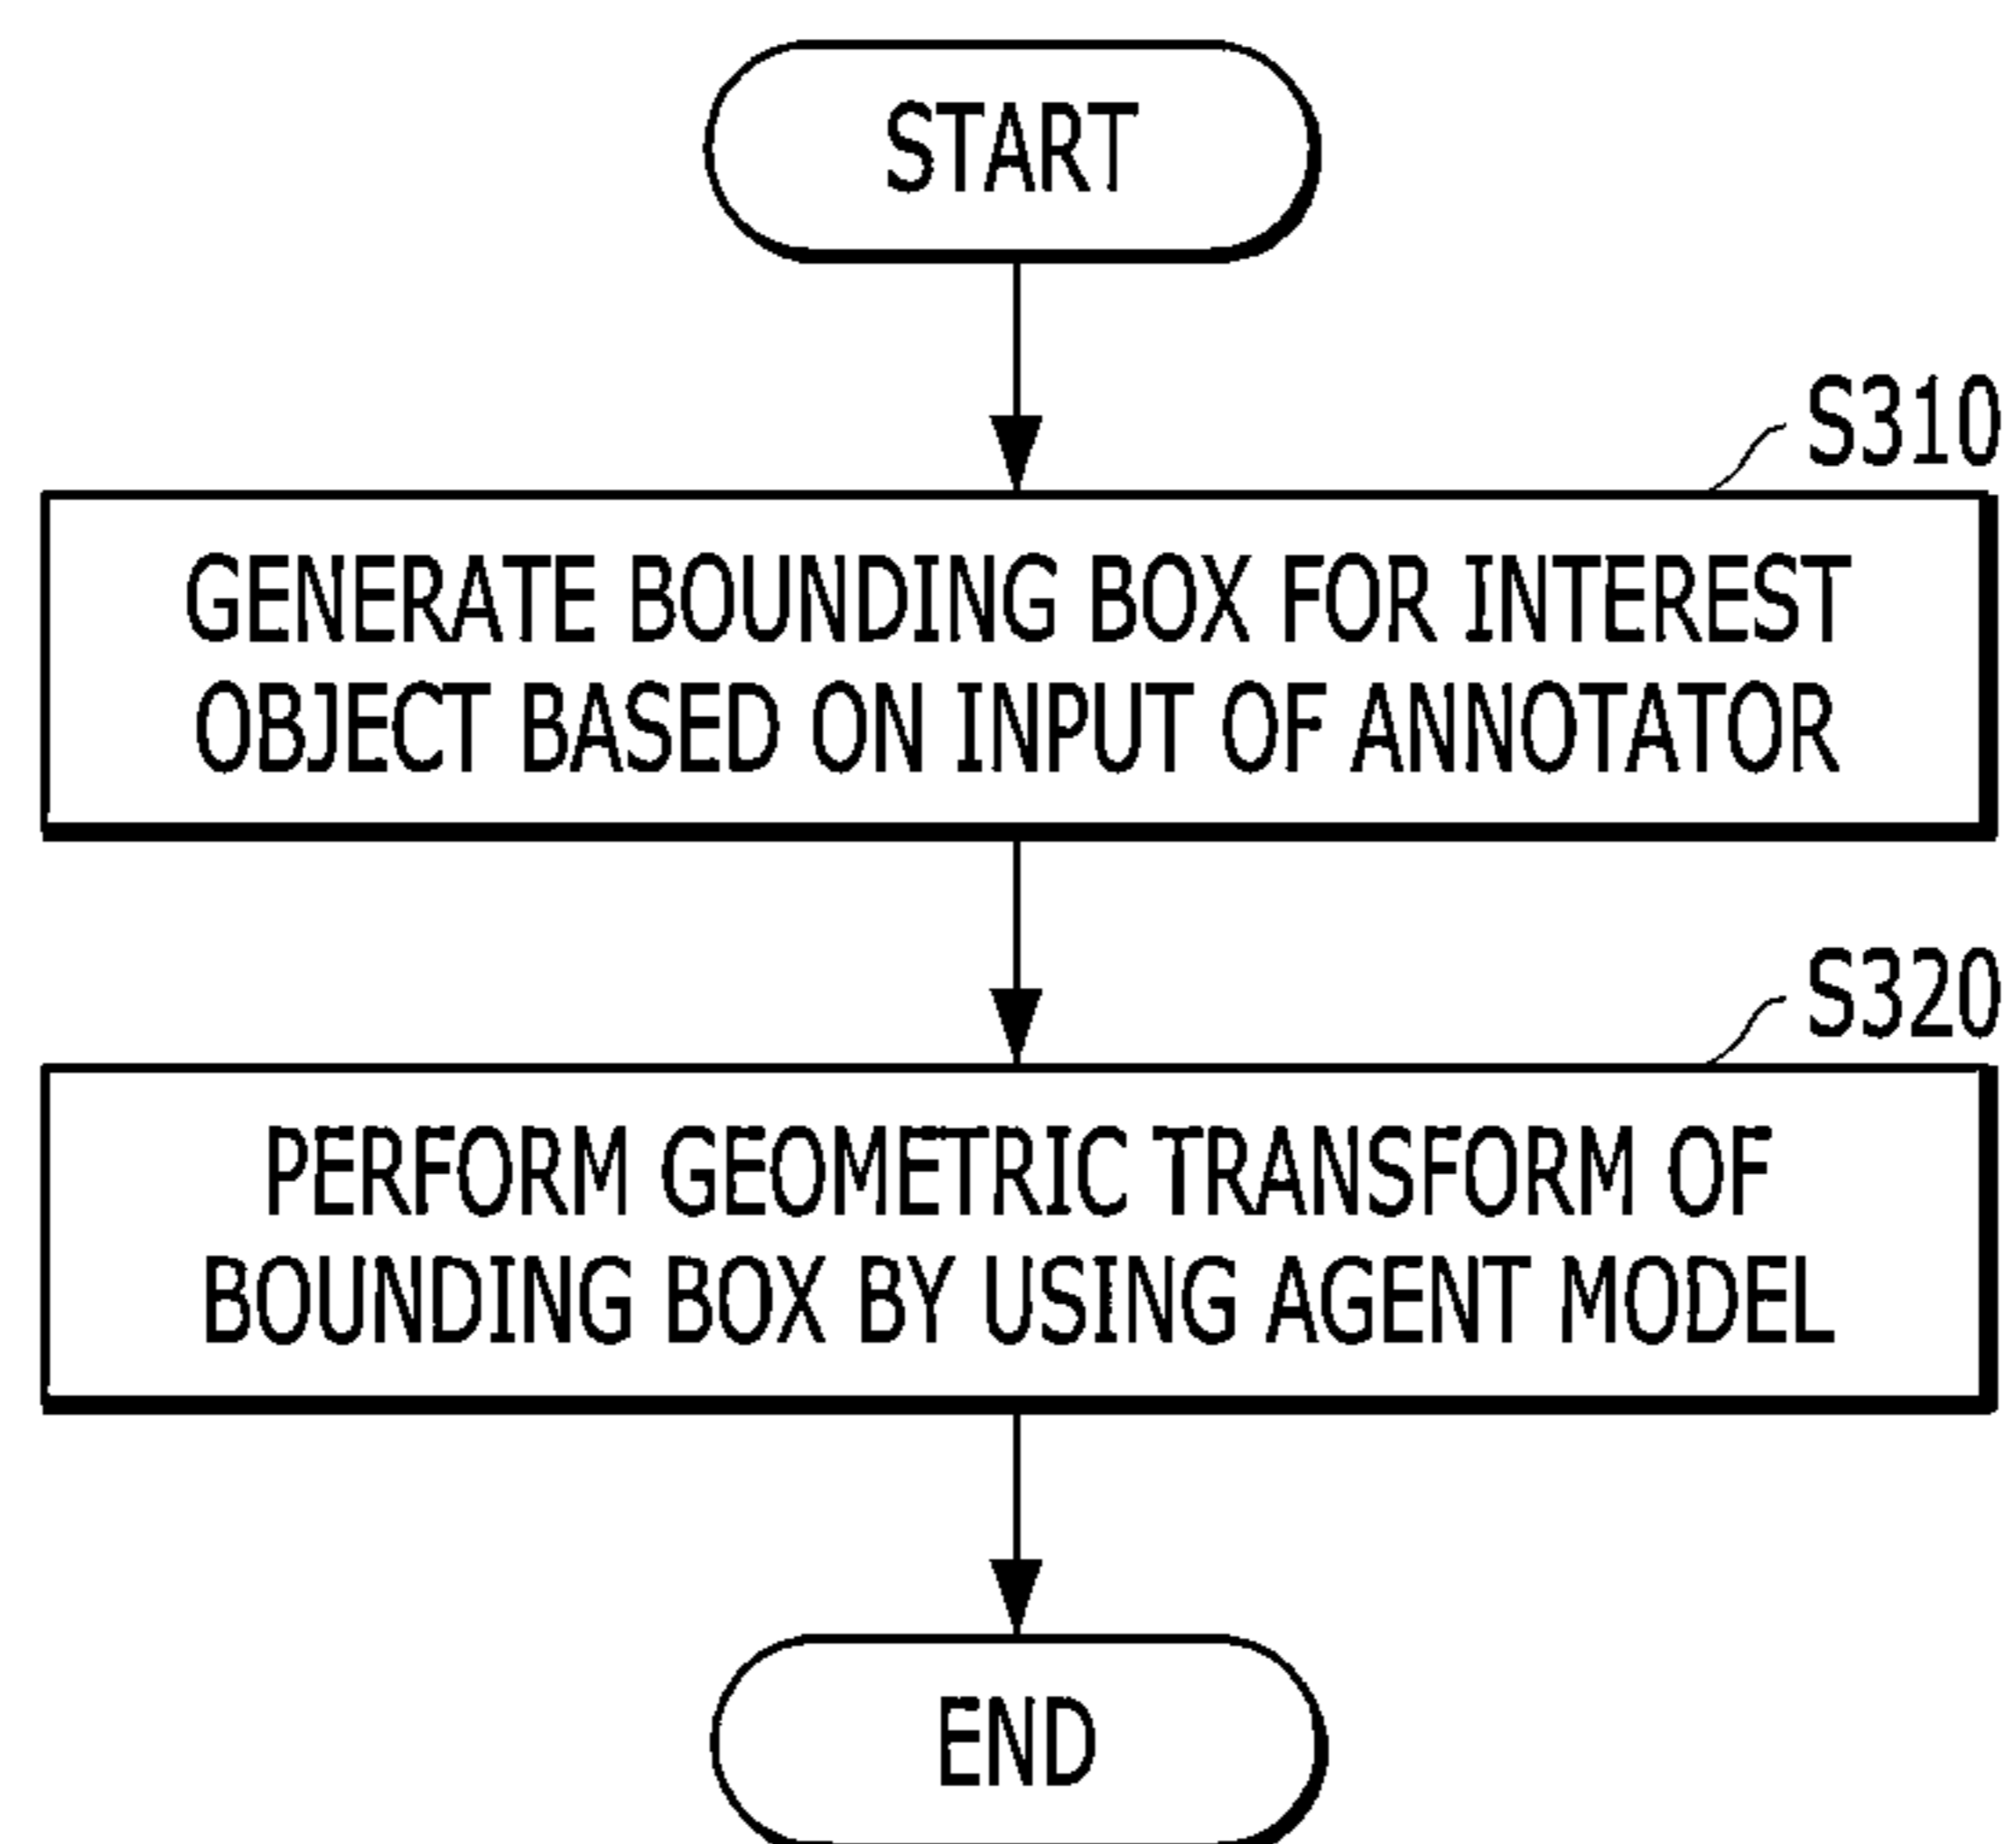 START
S310
GENERATE BOUNDING BOX FOR INTEREST
OBJECT BASED ON INPUT OF ANNOTATOR
S320
PERFORM GEOMETRIC TRANSFORM OF
BOUNDING BOX BY USING AGENT MODEL
END